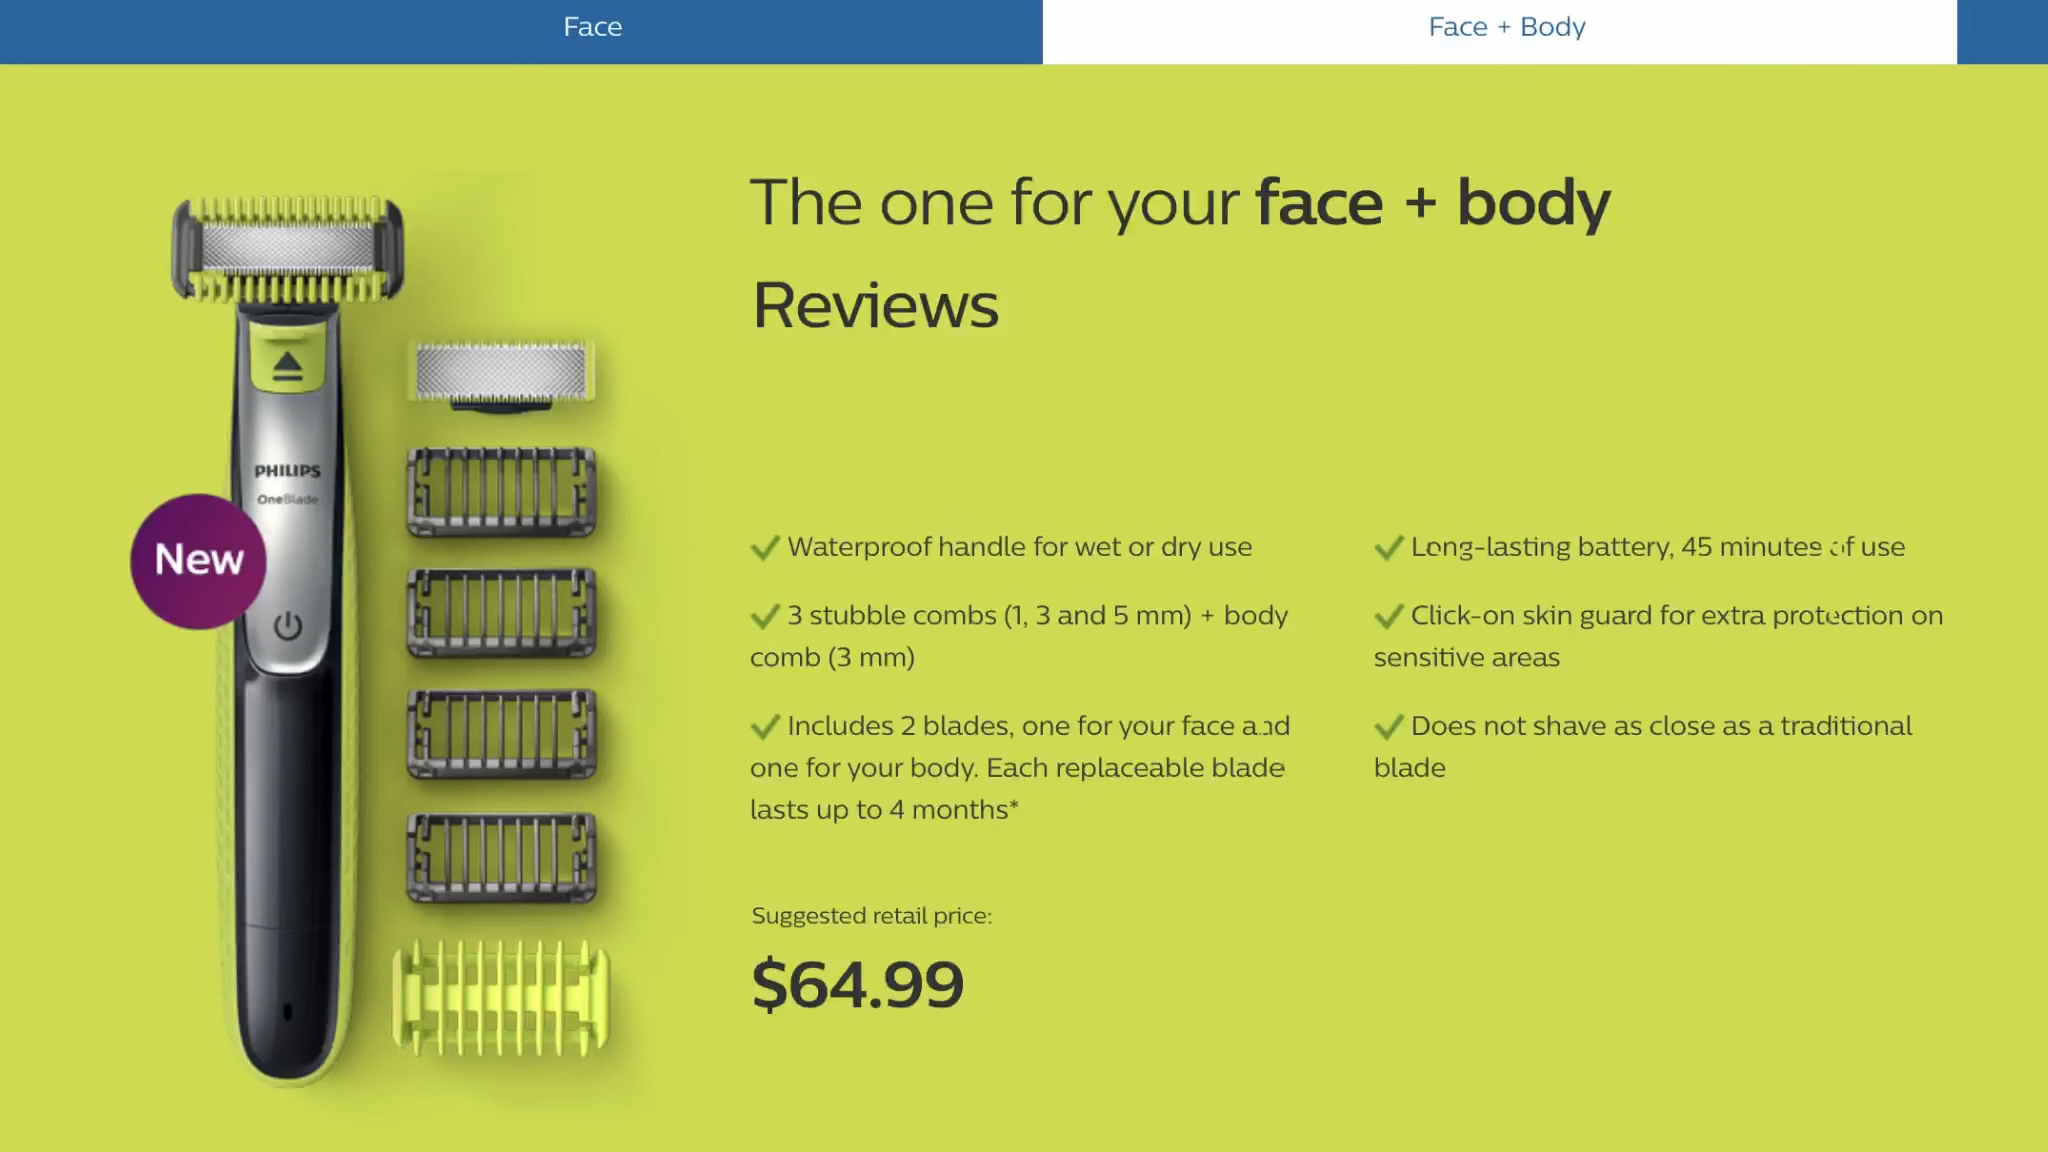 Face
Face + Body
The one for your face + body
Reviews
PHILIPS
OneBlade
New
✓ Waterproof handle for wet or dry use
✓ 3 stubble combs (1, 3 and 5 mm) + body
comb (3 mm)
✓ Includes 2 blades, one for your face and
one for your body. Each replaceable blade
lasts up to 4 months*
✓ Long-lasting battery, 45 minutes of use
✓ Click-on skin guard for extra protection on
sensitive areas
✓ Does not shave as close as a traditional
blade
Suggested retail price:
$64.99